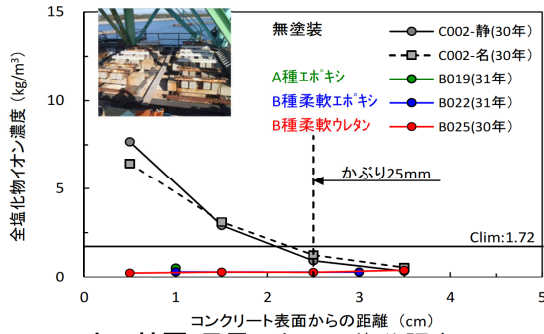 全塩化物イオン濃度 (kg/m³)
15
10
5
0
無塗装
C002-静(30年)
C002-名(30年)
A種エポキシ
B019(31年)
B種柔軟エポキシ
B022(31年)
B種柔軟ウレタン
B025(30年)
かぶり25mm
Clim:1.72
0 1 2 3 4 5
コンクリート表面からの距離 (cm)